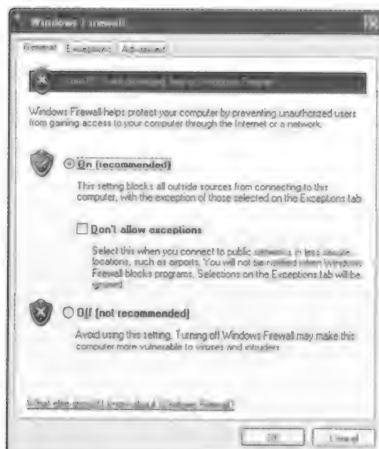 Windows Firewall
General Exceptions Advanced
Windows Firewall helps protect your computer by preventing unauthorized users
from gaining access to your computer through the Internet or a network.
On (recommended)
This setting blocks all outside sources from connecting to this
computer, with the exception of those selected on the Exceptions tab.
Don't allow exceptions
Select this when you connect to public networks in less secure
locations, such as airports. You will not be notified when Windows
Firewall blocks programs. Selections on the Exceptions tab will be
ignored.
Off (not recommended)
Avoid using this setting. Turning off Windows Firewall may make this
computer more vulnerable to viruses and intruders.
What else should I know about Windows Firewall?
OK Cancel